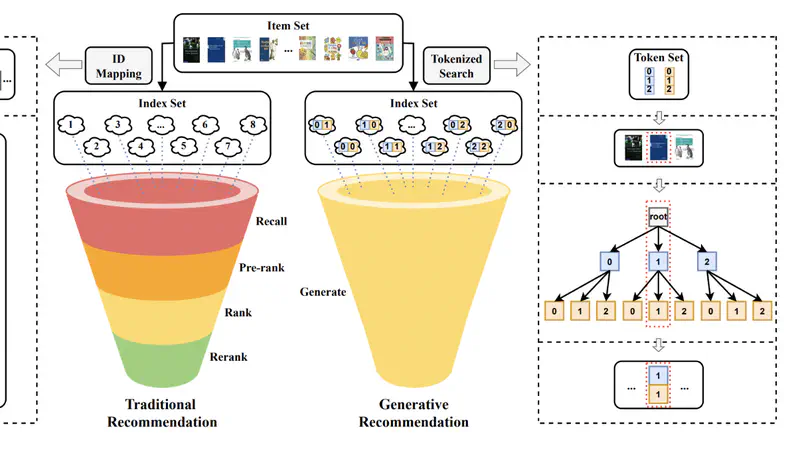 Item Set
...
ID
Mapping
Tokenized
Search
...
Index Set
1 3 ... 6 8
2 4 5 7
Index Set
0 1 1 0 ... 0 2 2 0
0 0 1 1 1 2 2 2
Token Set
0 0
1 1
2 2
Recall
Pre-rank
Rank
Rerank
Generate
root
0 1 2
0 1 2 0 1 2 0 1 2
... 1 ...
1
Traditional
Recommendation
Generative
Recommendation